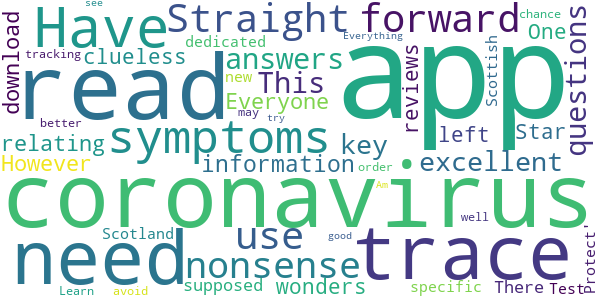 see
Have Straight forward chance
download dedicated One
tracking clueless answers Everything Scottish questions
read app
This reviews
new Everyone
better may try
symptoms key left Star
relating information excellent
However order
coronavirus Am
Scotland use well
need nonsense good trace Protect'
supposed wonders specific There Test
Learn avoid